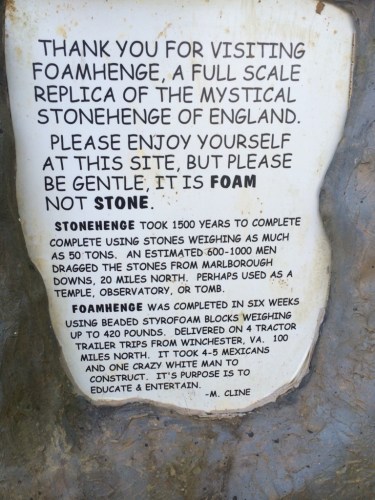 THANK YOU FOR VISITING
FOAMHENGE, A FULL SCALE
REPLICA OF THE MYSTICAL
STONEHENGE OF ENGLAND.
PLEASE ENJOY YOURSELF
AT THIS SITE, BUT PLEASE
BE GENTLE, IT IS FOAM
NOT STONE.
STONEHENGE TOOK 1500 YEARS TO COMPLETE
COMPLETE USING STONES WEIGHING AS MUCH
AS 50 TONS. AN ESTIMATED 600-1000 MEN
DRAGGED THE STONES FROM MARLBOROUGH
DOWNS, 20 MILES NORTH. PERHAPS USED AS A
TEMPLE, OBSERVATORY, OR TOMB.
FOAMHENGE WAS COMPLETED IN SIX WEEKS
USING BEADED STYROFOAM BLOCKS WEIGHING
UP TO 420 POUNDS. DELIVERED ON 4 TRACTOR
TRAILER TRIPS FROM WINCHESTER, VA. 100
MILES NORTH. IT TOOK 4-5 MEXICANS
AND ONE CRAZY WHITE MAN TO
CONSTRUCT. IT'S PURPOSE IS TO
EDUCATE & ENTERTAIN.
-M. CLINE